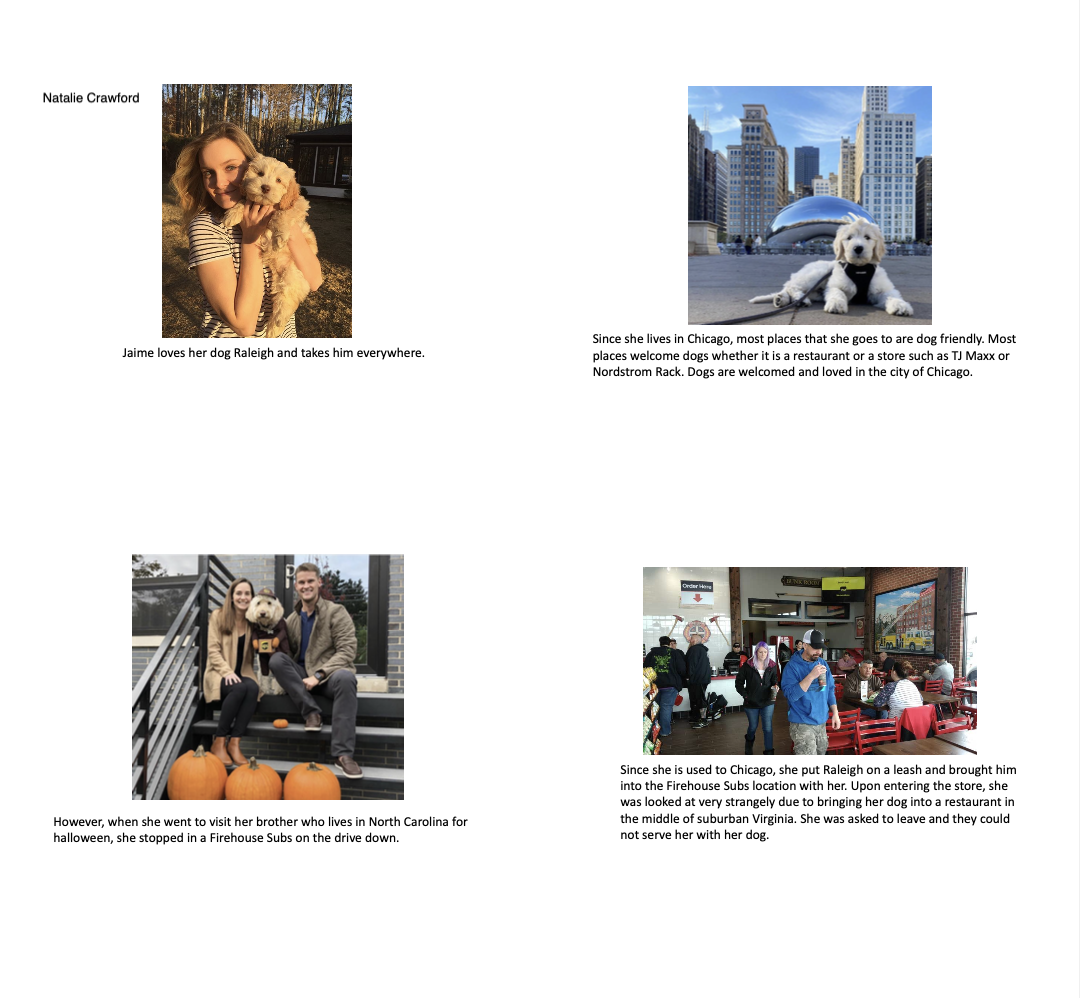 Natalie Crawford
Jaime loves her dog Raleigh and takes him everywhere.
Since she lives in Chicago, most places that she goes to are dog friendly. Most
places welcome dogs whether it is a restaurant or a store such as TJ Maxx or
Nordstrom Rack. Dogs are welcomed and loved in the city of Chicago.
However, when she went to visit her brother who lives in North Carolina for
halloween, she stopped in a Firehouse Subs on the drive down.
Order Here
Since she is used to Chicago, she put Raleigh on a leash and brought him
into the Firehouse Subs location with her. Upon entering the store, she
was looked at very strangely due to bringing her dog into a restaurant in
the middle of suburban Virginia. She was asked to leave and they could
not serve her with her dog.